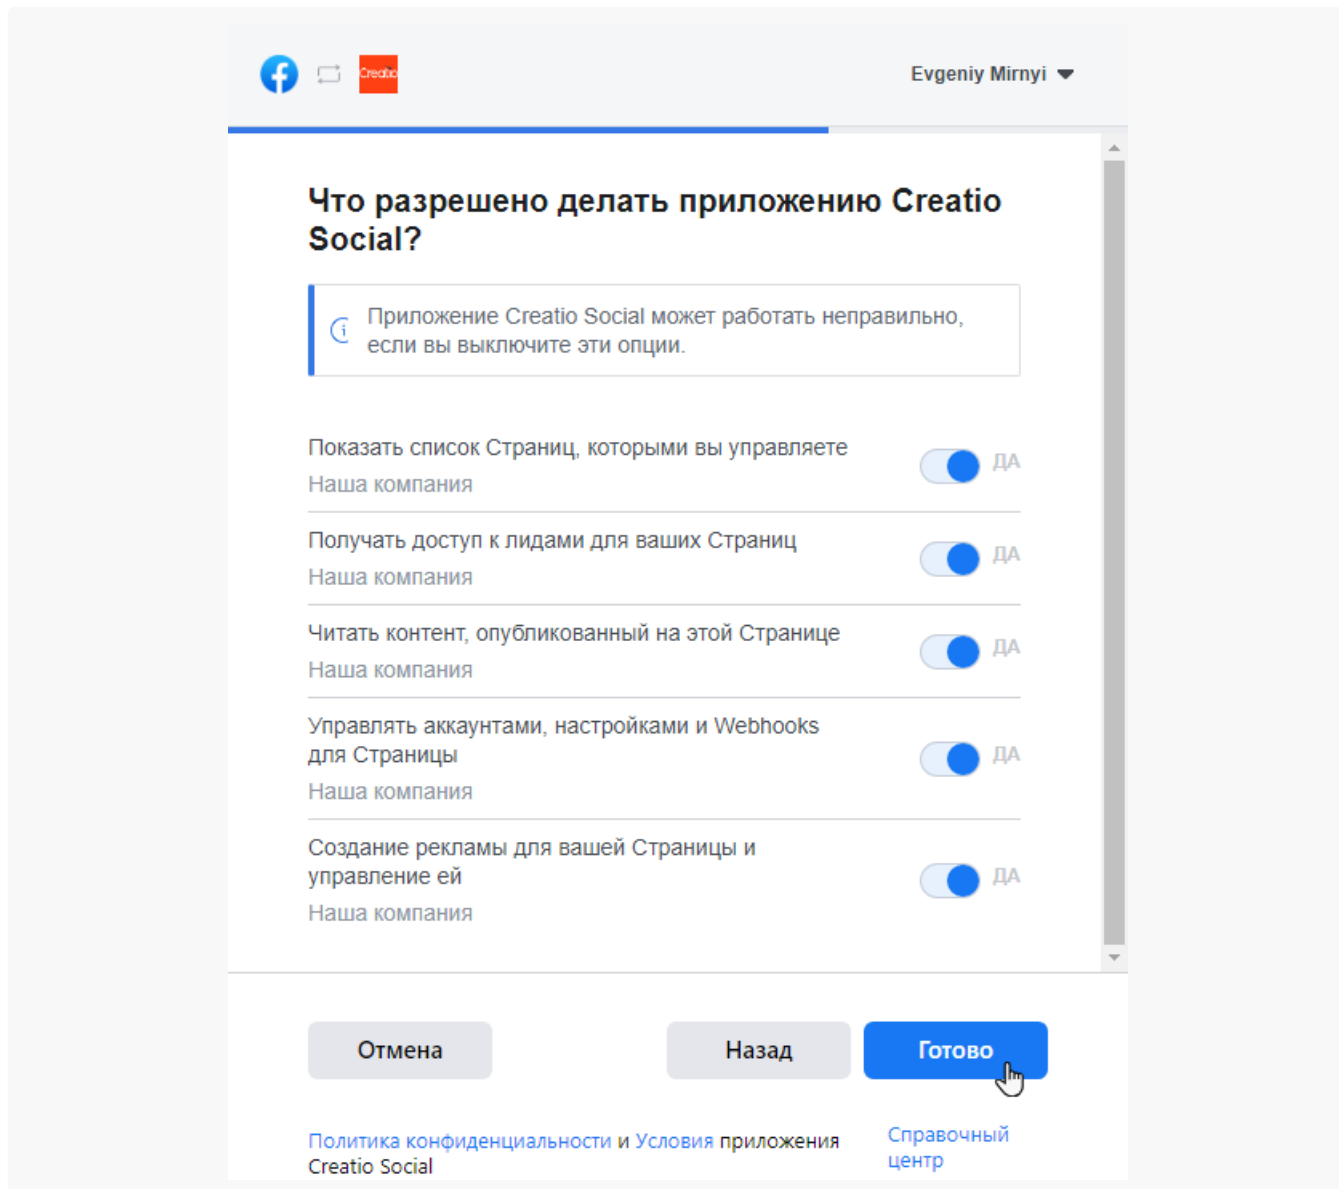 Creatio
Evgeniy Mirnyi
Что разрешено делать приложению Creatio
Social?
Приложение Creatio Social может работать неправильно,
если вы выключите эти опции.
Показать список Страниц, которыми вы управляете
ДА
Наша компания
Получать доступ к лидами для ваших Страниц
ДА
Наша компания
Читать контент, опубликованный на этой Странице
ДА
Наша компания
Управлять аккаунтами, настройками и Webhooks
для Страницы
ДА
Наша компания
Создание рекламы для вашей Страницы и
управление ей
ДА
Наша компания
Отмена
Назад
Готово
Политика конфиденциальности и Условия приложения
Creatio Social
Справочный
центр